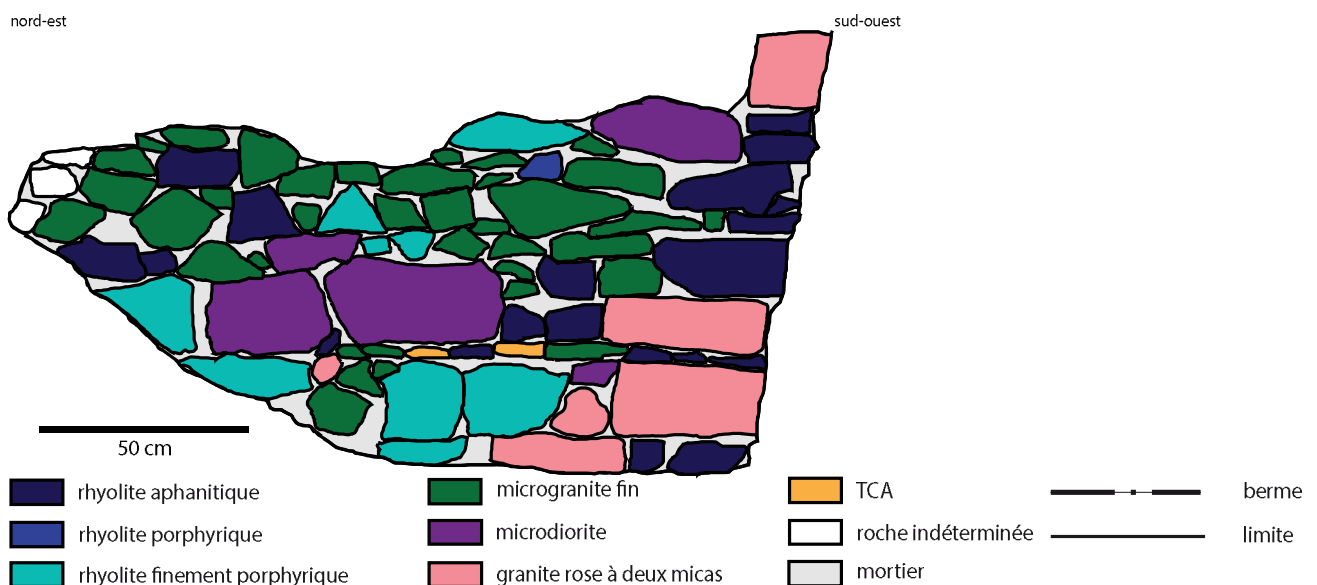 nord-est
sud-ouest
50 cm
rhyolite aphanitique
microgranite fin
TCA
berme
rhyolite porphyrique
microdiorite
roche indéterminée
limite
rhyolite finement porphyrique
granite rose à deux micas
mortier